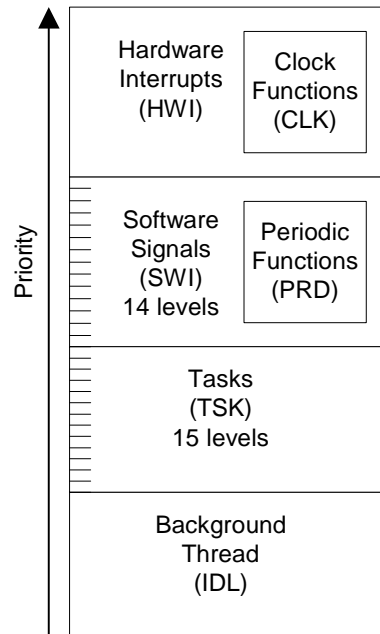 Priority
Hardware
Interrupts
(HWI)
Clock
Functions
(CLK)
Software
Signals
(SWI)
14 levels
Periodic
Functions
(PRD)
Tasks
(TSK)
15 levels
Background
Thread
(IDL)